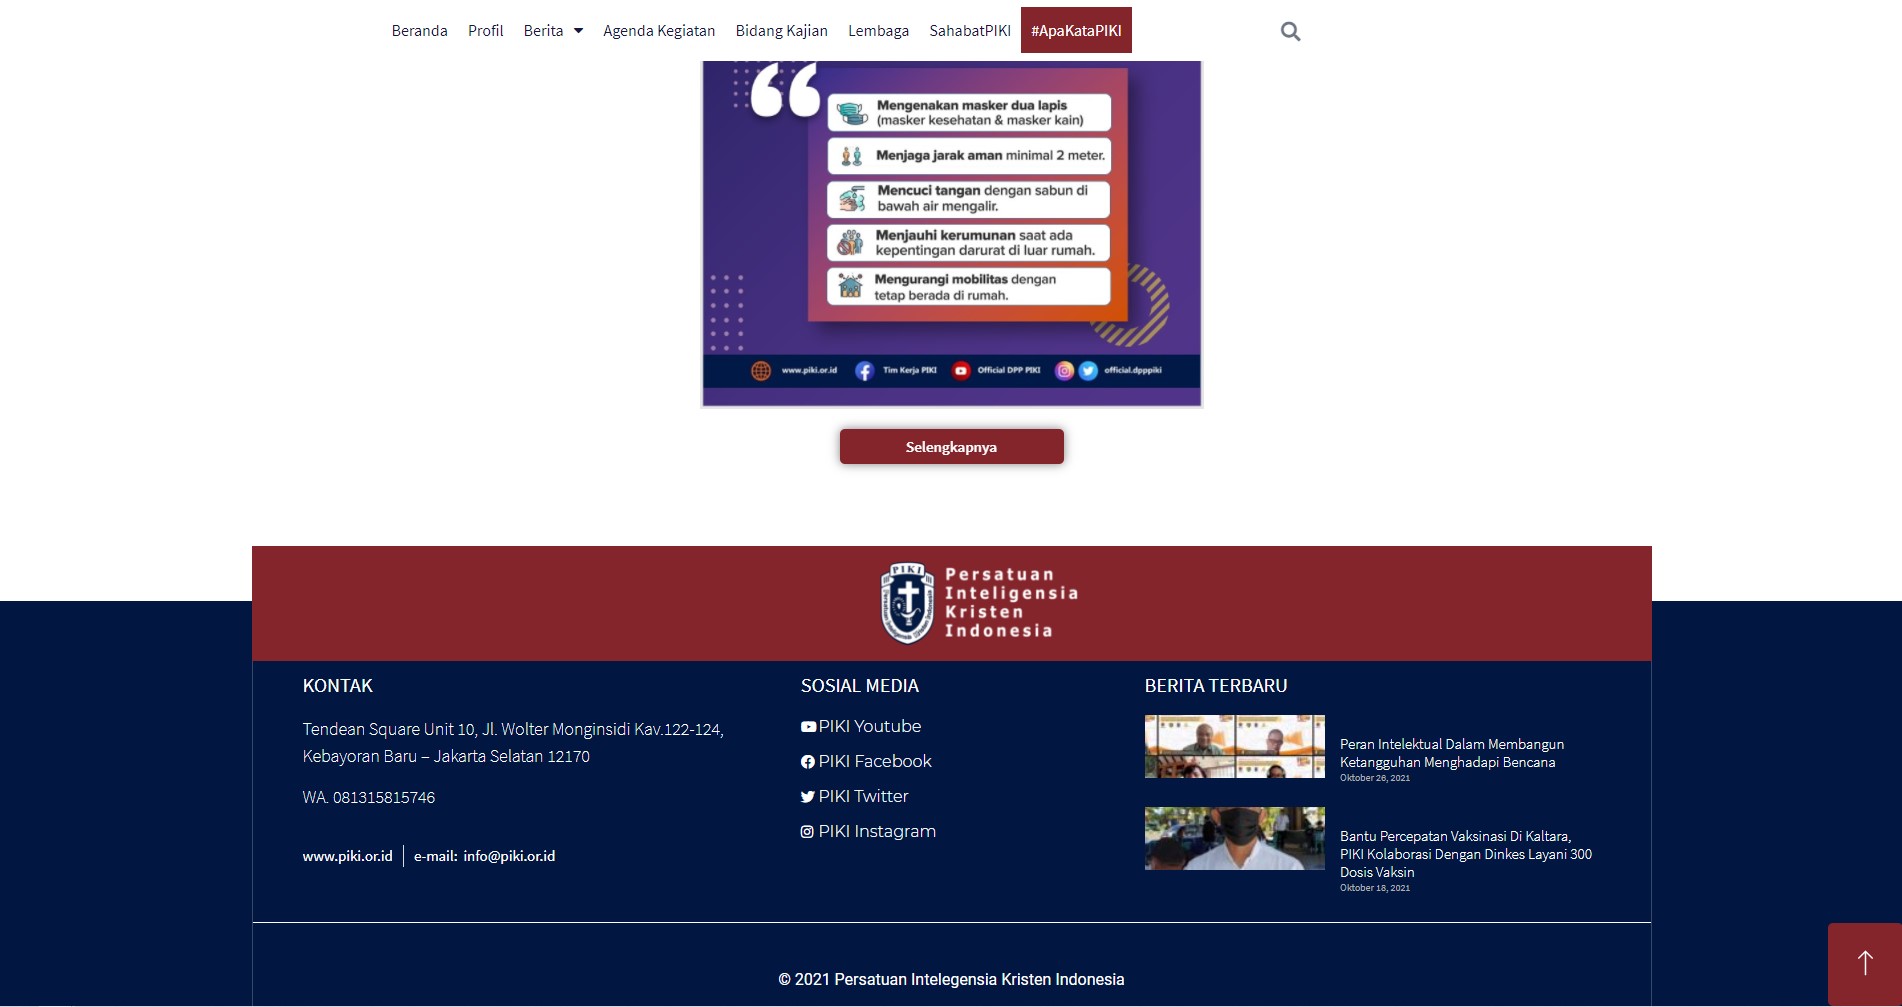 Beranda Profil Berita Agenda Kegiatan Bidang Kajian Lembaga SahabatPIKI #ApaKataPIKI
Mengenakan masker dua lapis
(masker kesehatan & masker kain)
Menjaga jarak aman minimal 2 meter.
Mencuci tangan dengan sabun di
bawah air mengalir.
Menjauhi kerumunan saat ada
kepentingan darurat di luar rumah.
Mengurangi mobilitas dengan
tetap berada di rumah.
www.piki.or.id Tim Kerja PIKI Official DPP PIKI official.dpppiki
Selengkapnya
PIKI
Persatuan
Inteligensia
Kristen
Indonesia
KONTAK
Tendean Square Unit 10, Jl. Wolter Monginsidi Kav.122-124,
Kebayoran Baru – Jakarta Selatan 12170
WA. 081315815746
www.piki.or.id e-mail: info@piki.or.id
SOSIAL MEDIA
PIKI Youtube
PIKI Facebook
PIKI Twitter
PIKI Instagram
BERITA TERBARU
Peran Intelektual Dalam Membangun
Ketangguhan Menghadapi Bencana
Oktober 26, 2021
Bantu Percepatan Vaksinasi Di Kaltara,
PIKI Kolaborasi Dengan Dinkes Layani 300
Dosis Vaksin
Oktober 18, 2021
© 2021 Persatuan Intelegensia Kristen Indonesia